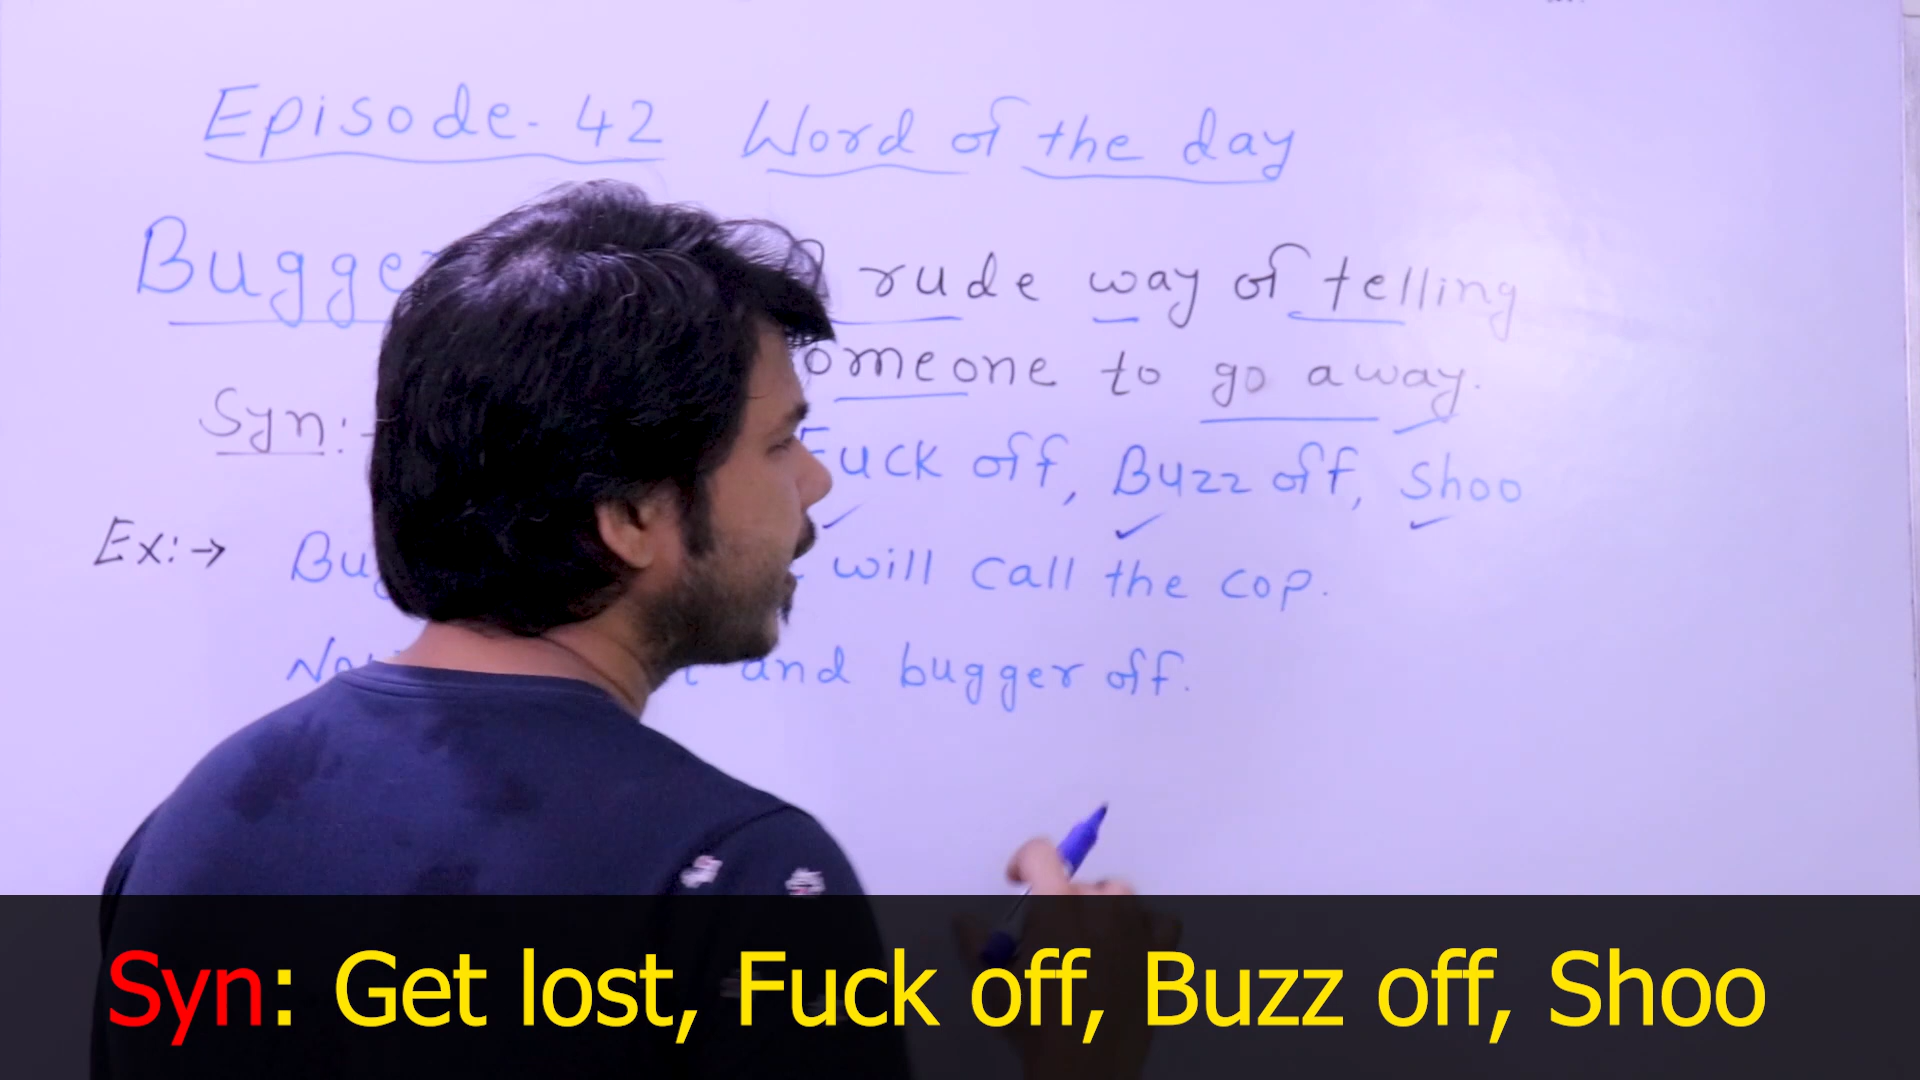 Episode-42 Word of the day
Bugge rude way of telling
omeone to go away.
Syn:- Fuck off, Buzz off, Shoo
Ex:→ Bu will call the cop.
and bugger off.
Syn: Get lost, Fuck off, Buzz off, Shoo